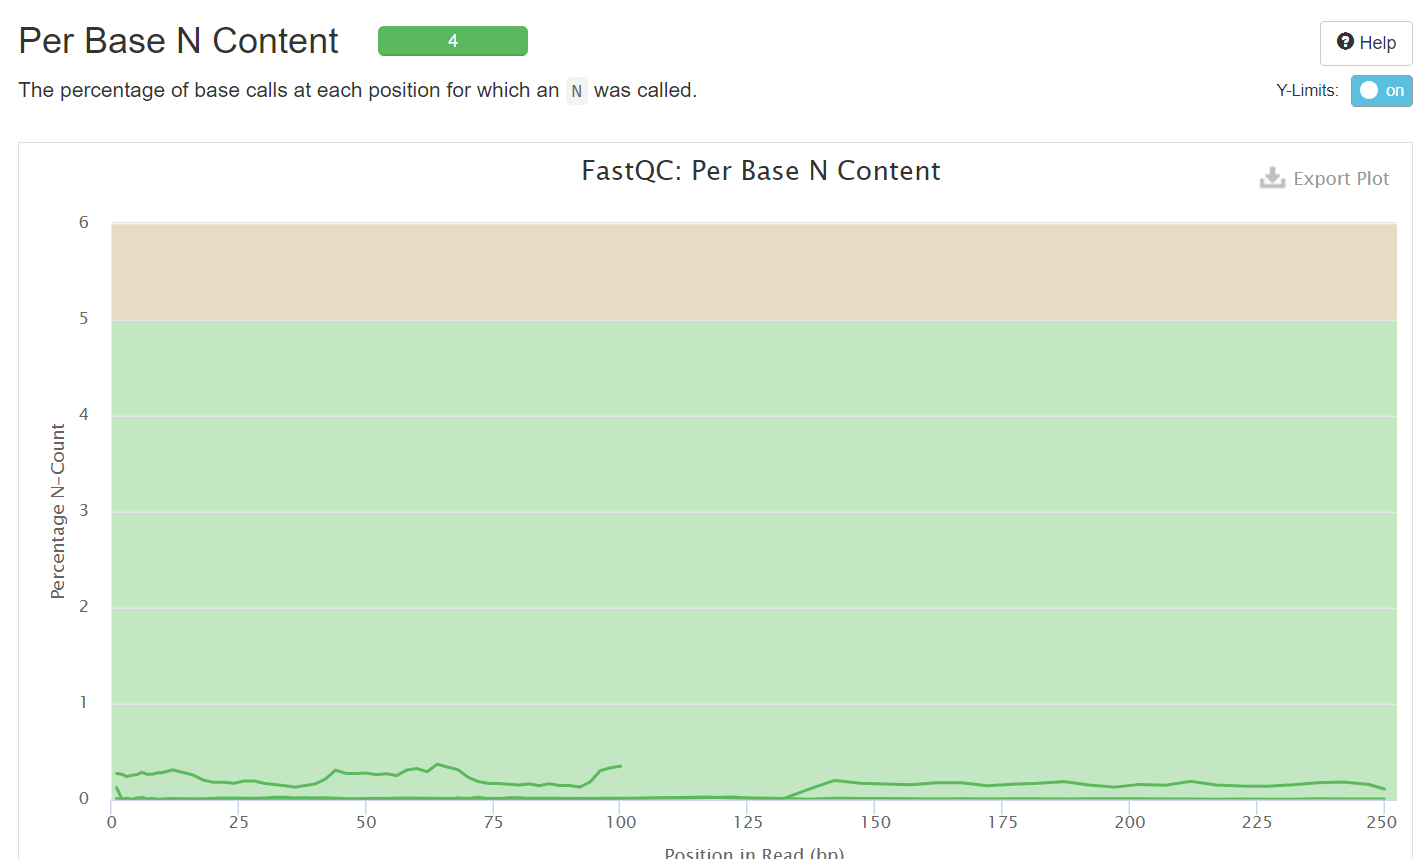 Per Base N Content 4
Help
The percentage of base calls at each position for which an N was called.
Y-Limits: on
FastQC: Per Base N Content
Export Plot
6
5
4
3
2
1
0
Percentage N-Count
0 25 50 75 100 125 150 175 200 225 250
Position in Read (bp)